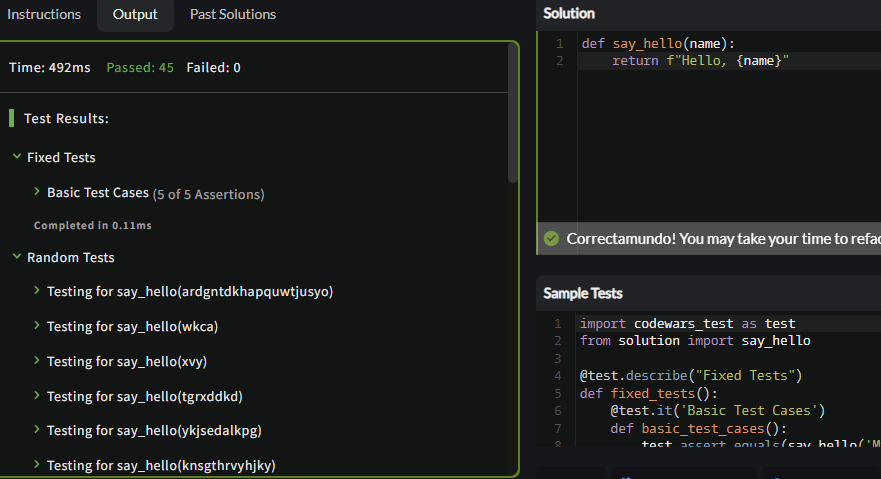 Instructions Output Past Solutions
Time: 492ms Passed: 45 Failed: 0
Test Results:
Fixed Tests
Basic Test Cases (5 of 5 Assertions)
Completed in 0.11ms
Random Tests
Testing for say_hello(ardgntdkhapquwtjusyo)
Testing for say_hello(wkca)
Testing for say_hello(xvy)
Testing for say_hello(tgrxddkd)
Testing for say_hello(ykjsedalkpg)
Testing for say_hello(knsgthrvyhjky)
Solution
1 def say_hello(name):
2     return f"Hello, {name}"
Correctamundo! You may take your time to refac
Sample Tests
1 import codewars_test as test
2 from solution import say_hello
3
4 @test.describe("Fixed Tests")
5 def fixed_tests():
6     @test.it('Basic Test Cases')
7     def basic_test_cases():
8         test.assert_equals(say_hello('M